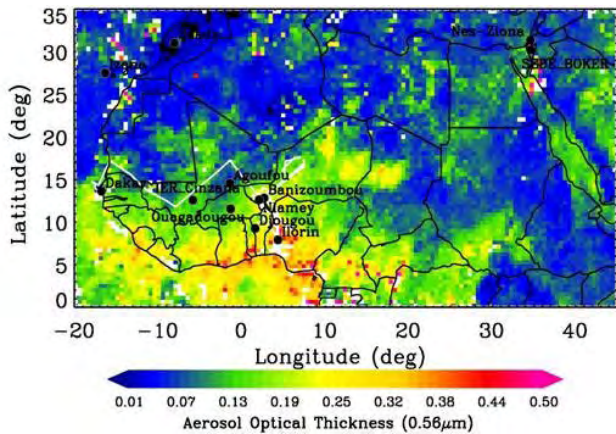 35
30
25
20
15
10
5
0
Latitude (deg)
Nes-Ziona
SEDE_BOKER
Dakar
IER_Cinzana
Agoufou
Banizoumbou
Niamey
Ouagadougou
Djougou
Ilorin
-20 -10 0 10 20 30 40
Longitude (deg)
0.01 0.07 0.13 0.19 0.25 0.32 0.38 0.44 0.50
Aerosol Optical Thickness (0.56μm)